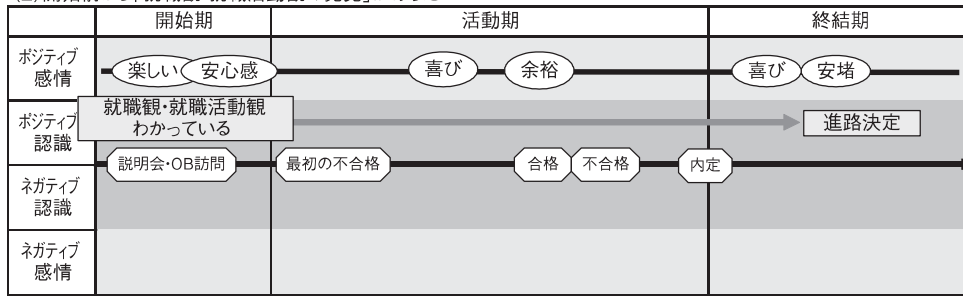 開始期 活動期 終結期
ポジティブ
感情
楽しい 安心感 喜び 余裕 喜び 安堵
ポジティブ
認識
就職観・就職活動観
わかっている
進路決定
説明会・OB訪問 最初の不合格 合格 不合格 内定
ネガティブ
認識
ネガティブ
感情